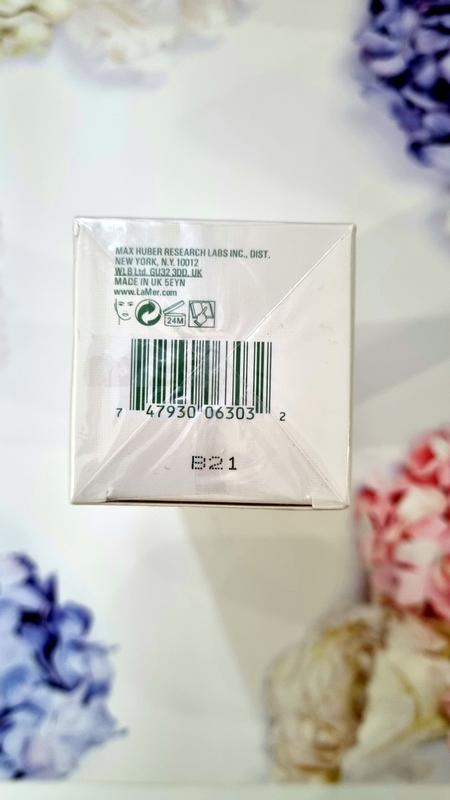 MAX HUBER RESEARCH LABS INC., DIST.
NEW YORK, N.Y. 10012
WLB Ltd. GU32 3DD. UK
MADE IN UK 5EYN
www.LaMer.com
24M
7 47930 06303 2
B21